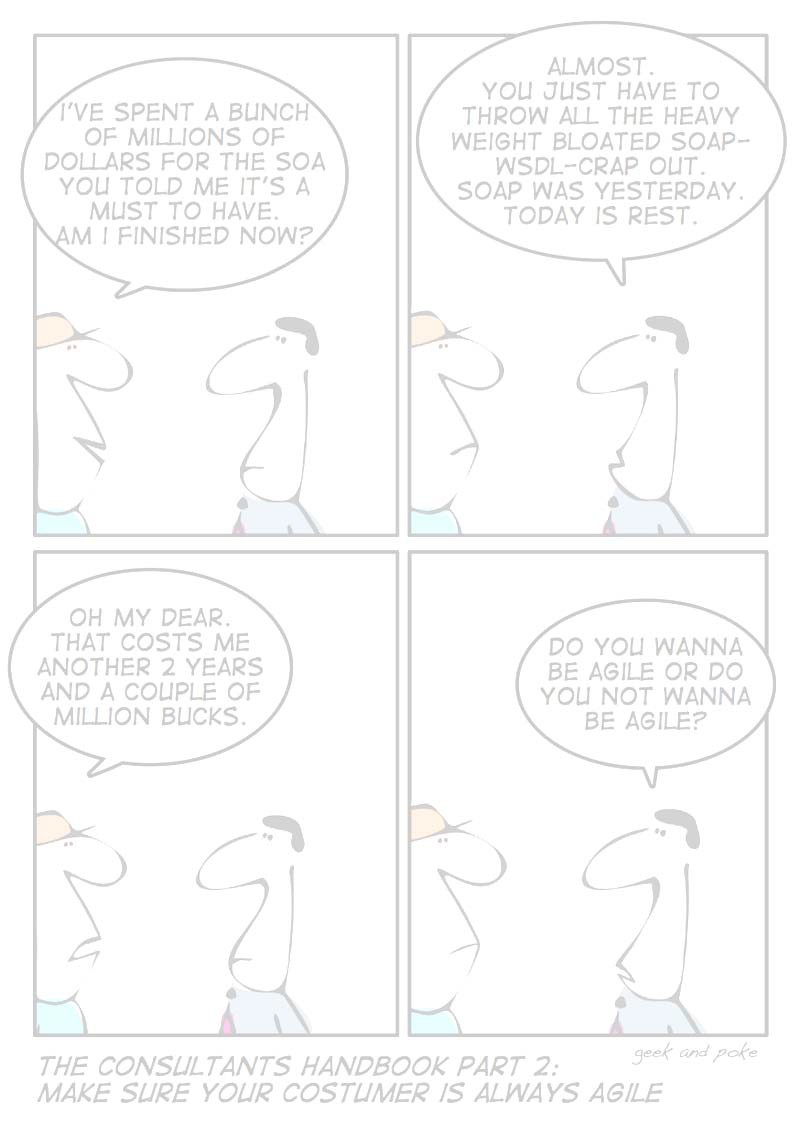 I'VE SPENT A BUNCH
OF MILLIONS OF
DOLLARS FOR THE SOA
YOU TOLD ME IT'S A
MUST TO HAVE.
AM I FINISHED NOW?
ALMOST.
YOU JUST HAVE TO
THROW ALL THE HEAVY
WEIGHT BLOATED SOAP-
WSDL-CRAP OUT.
SOAP WAS YESTERDAY.
TODAY IS REST.
OH MY DEAR.
THAT COSTS ME
ANOTHER 2 YEARS
AND A COUPLE OF
MILLION BUCKS.
DO YOU WANNA
BE AGILE OR DO
YOU NOT WANNA
BE AGILE?
geek and poke
THE CONSULTANTS HANDBOOK PART 2:
MAKE SURE YOUR COSTUMER IS ALWAYS AGILE